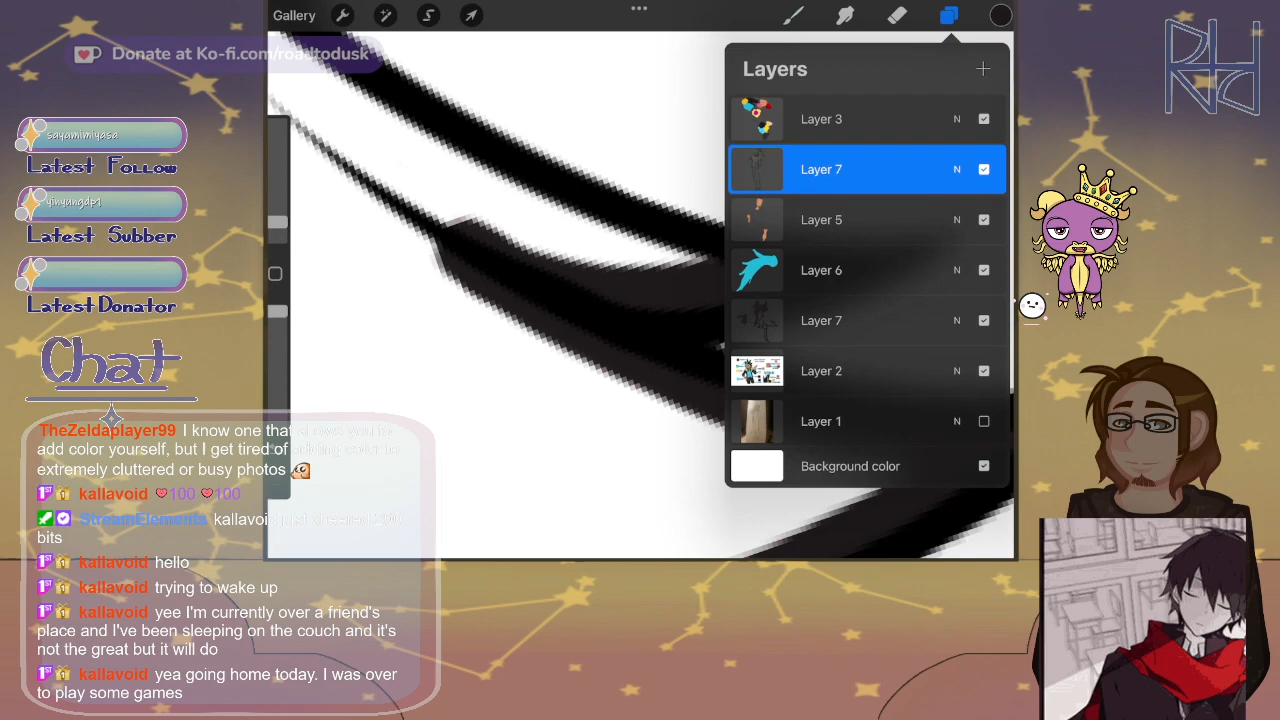 Gallery
Donate at Ko-fi.com/roadtodusk
RHD
sayamimiyasa
Latest Follow
yinyungdp1
Latest Subber
Latest Donator
Chat
TheZeldaplayer99 I know one that allows you to
add color yourself, but I get tired of adding color to
extremely cluttered or busy photos
kallavoid 100 100
StreamElements kallavoid just cheered 200
bits
kallavoid hello
kallavoid trying to wake up
kallavoid yee I'm currently over a friend's
place and I've been sleeping on the couch and it's
not the great but it will do
kallavoid yea going home today. I was over
to play some games
Layers
Layer 3 N
Layer 7 N
Layer 5 N
Layer 6 N
Layer 7 N
Layer 2 N
Layer 1 N
Background color